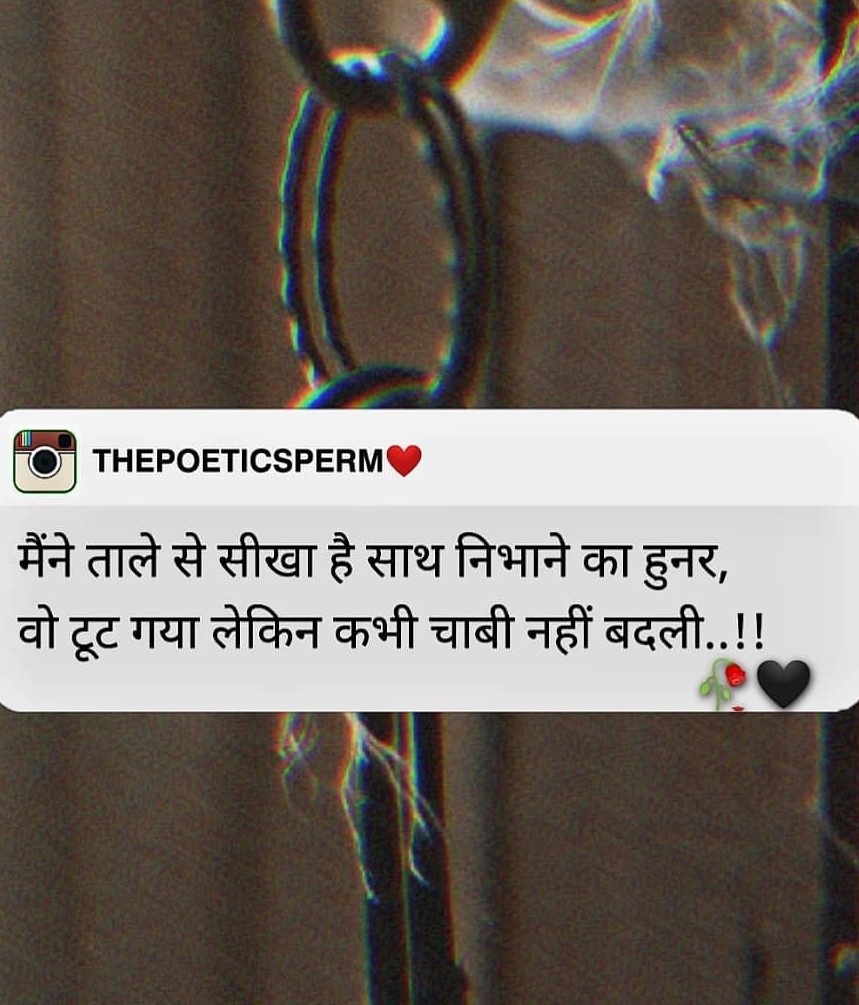 THEPOETICSPERM❤️
मैंने ताले से सीखा है साथ निभाने का हुनर,
वो टूट गया लेकिन कभी चाबी नहीं बदली..!!
🥀🖤